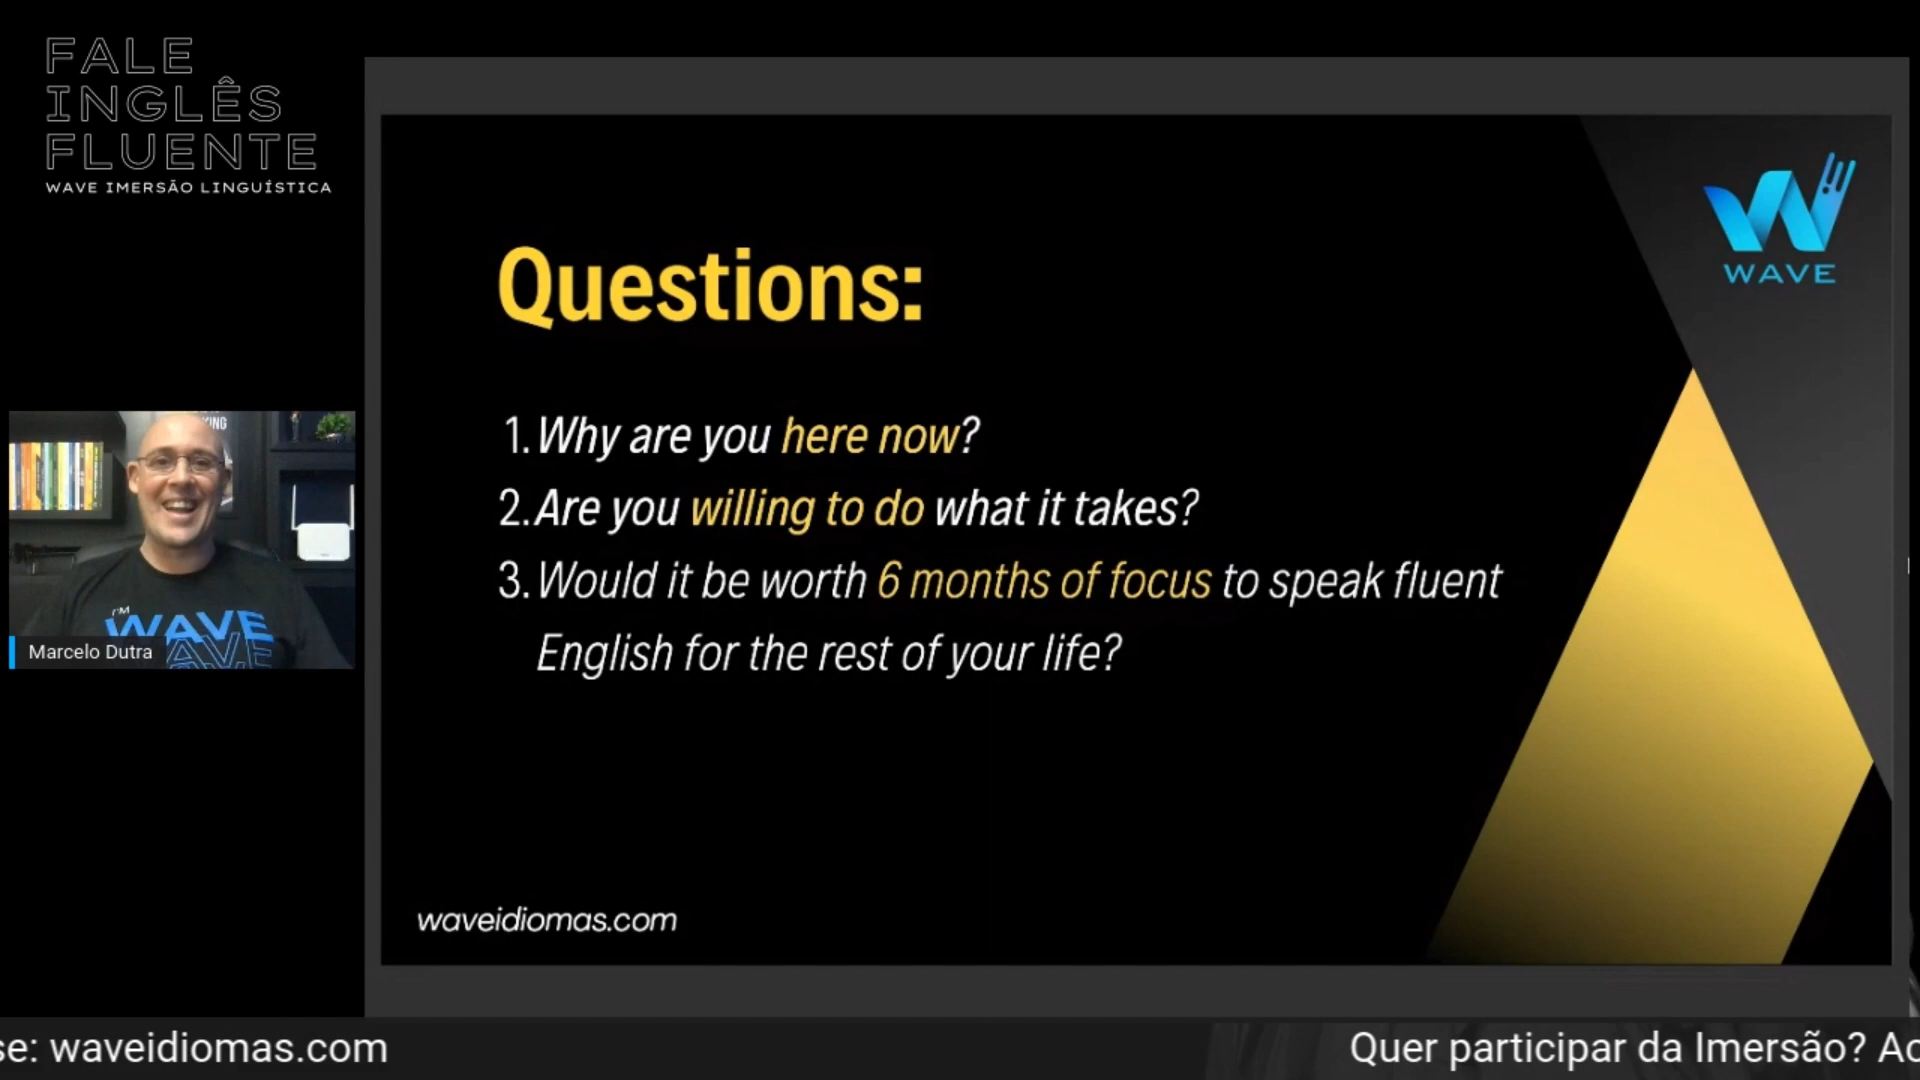 FALE
INGLÊS
FLUENTE
WAVE IMERSÃO LINGUÍSTICA
WAVE
Questions:
1. Why are you here now?
2. Are you willing to do what it takes?
3. Would it be worth 6 months of focus to speak fluent
English for the rest of your life?
KING
I'M
WAVE
WAVE
Marcelo Dutra
waveidiomas.com
se: waveidiomas.com
Quer participar da Imersão? Ac